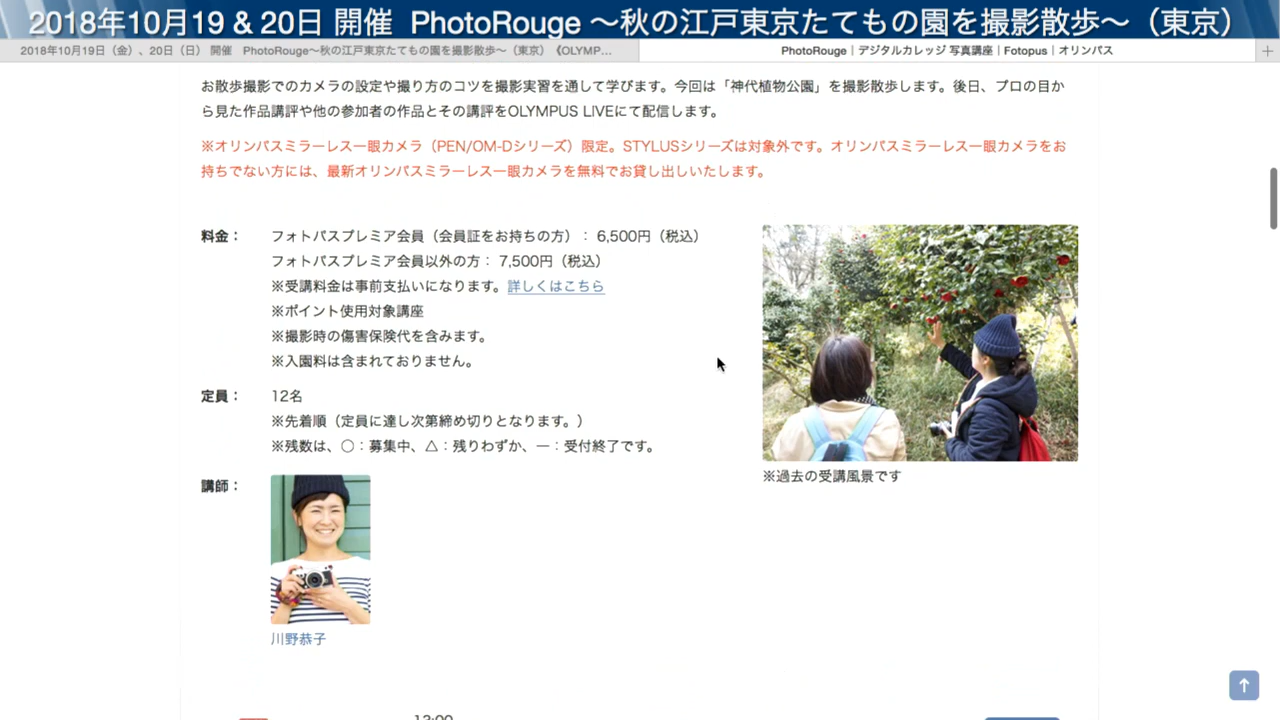 2018年10月19 & 20日 開催 PhotoRouge 〜秋の江戸東京たてもの園を撮影散歩〜（東京）
2018年10月19日（金）、20日（日） 開催 PhotoRouge〜秋の江戸東京たてもの園を撮影散歩〜（東京）《OLYMP...
PhotoRouge｜デジタルカレッジ 写真講座｜Fotopus｜オリンパス
お散歩撮影でのカメラの設定や撮り方のコツを撮影実習を通して学びます。今回は「神代植物公園」を撮影散歩します。後日、プロの目か
ら見た作品講評や他の参加者の作品とその講評をOLYMPUS LIVEにて配信します。
※オリンパスミラーレス一眼カメラ（PEN/OM-Dシリーズ）限定。STYLUSシリーズは対象外です。オリンパスミラーレス一眼カメラをお
持ちでない方には、最新オリンパスミラーレス一眼カメラを無料でお貸し出しいたします。
料金： フォトパスプレミア会員（会員証をお持ちの方）： 6,500円（税込）
フォトパスプレミア会員以外の方： 7,500円（税込）
※受講料金は事前支払いになります。詳しくはこちら
※ポイント使用対象講座
※撮影時の傷害保険代を含みます。
※入園料は含まれておりません。
定員： 12名
※先着順（定員に達し次第締め切りとなります。）
※残数は、○：募集中、△：残りわずか、―：受付終了です。
※過去の受講風景です
講師：
川野恭子
13:00